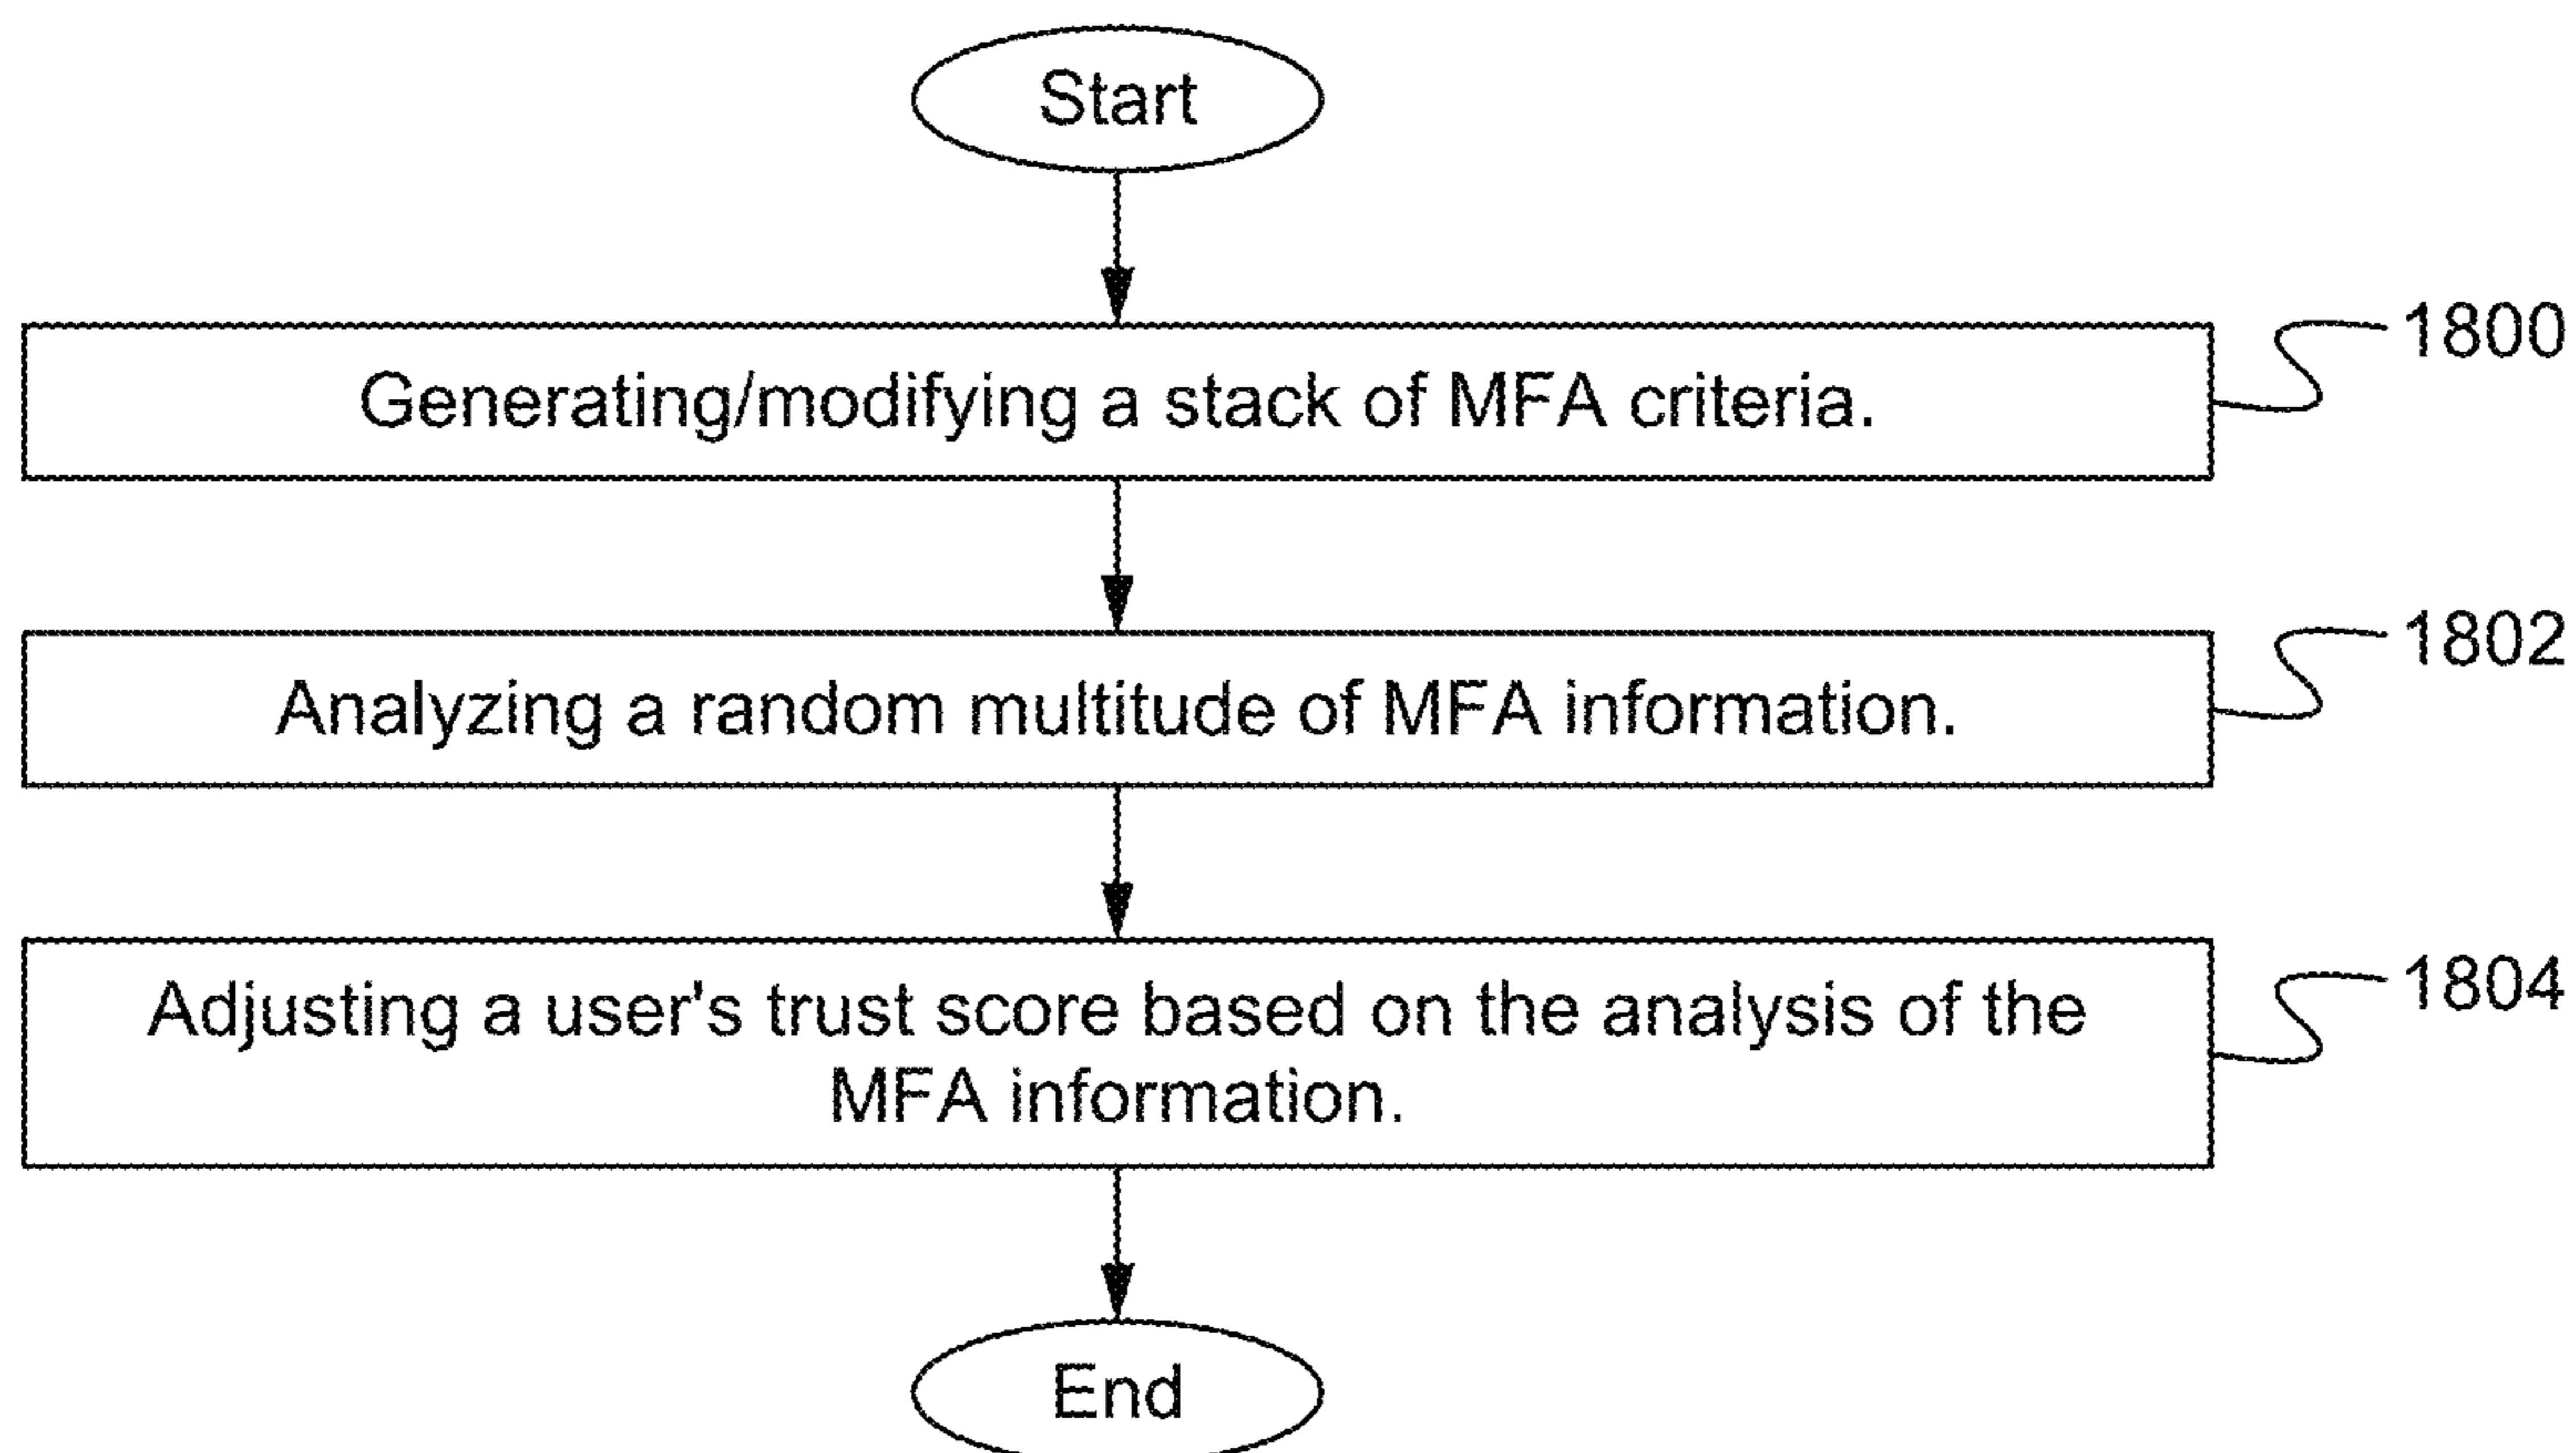 Start
Generating/modifying a stack of MFA criteria.
1800
Analyzing a random multitude of MFA information.
1802
Adjusting a user's trust score based on the analysis of the
MFA information.
1804
End